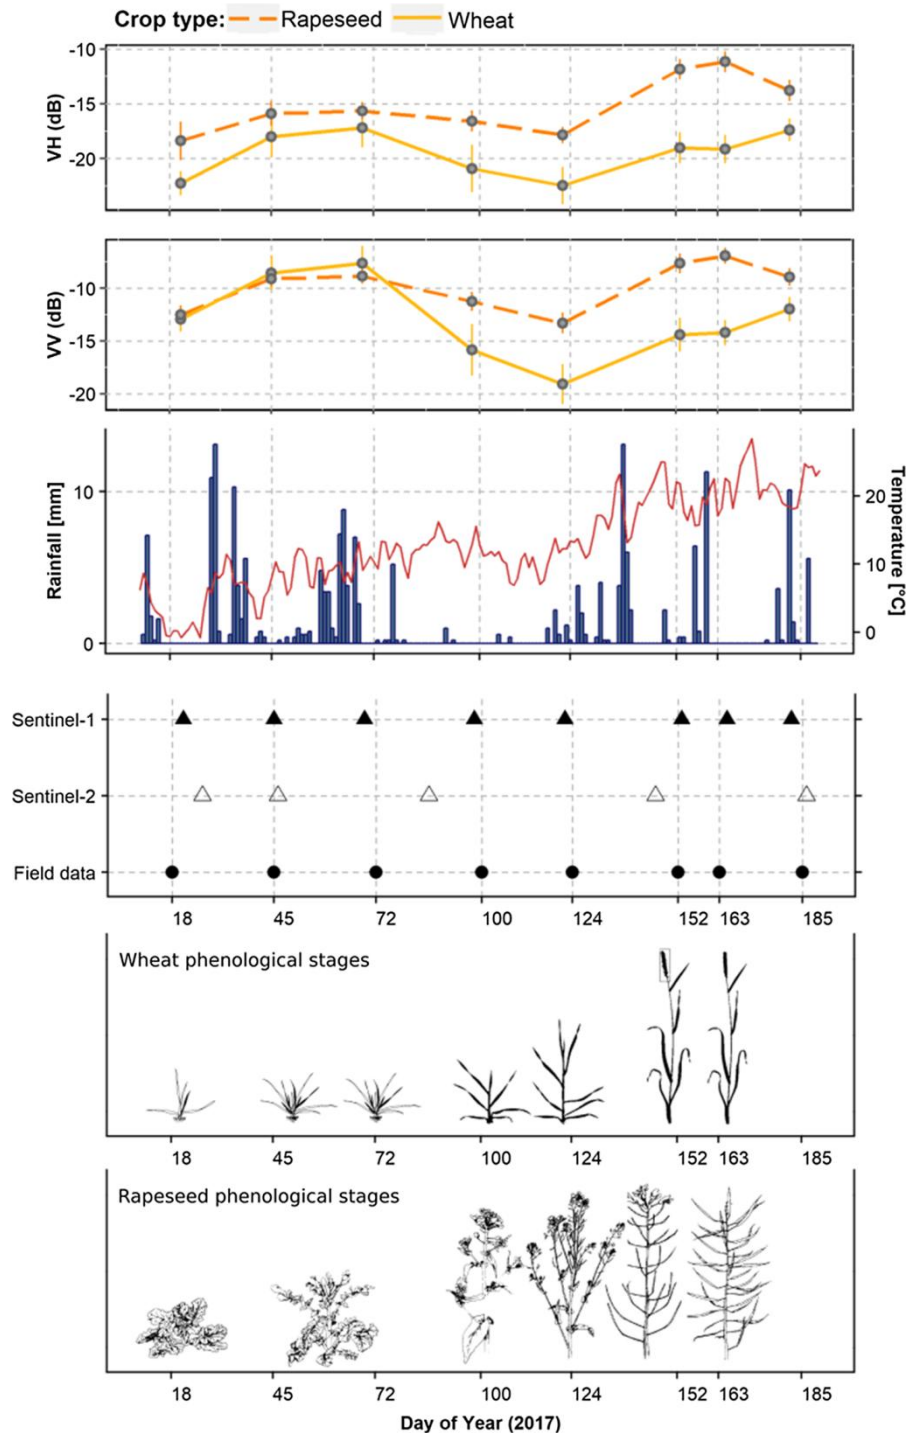 Crop type: Rapeseed Wheat
-10
-15
-20
VH (dB)
-10
-15
-20
VV (dB)
10
0
Rainfall [mm]
20
10
0
Temperature [°C]
Sentinel-1
Sentinel-2
Field data
18 45 72 100 124 152 163 185
Wheat phenological stages
18 45 72 100 124 152 163 185
Rapeseed phenological stages
18 45 72 100 124 152 163 185
Day of Year (2017)